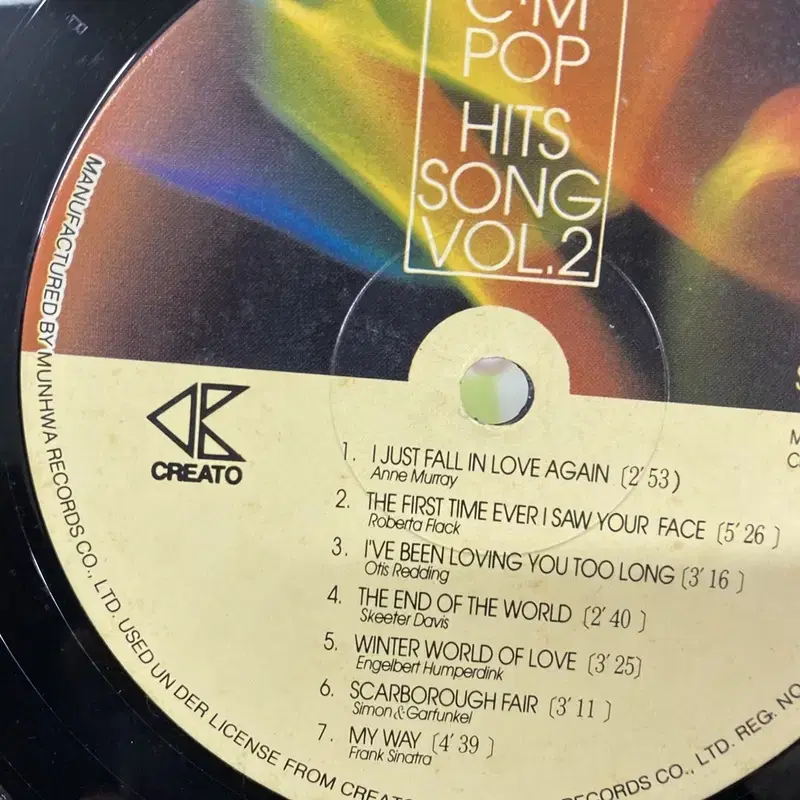 C·M
POP
HITS
SONG
VOL.2
CREATO
1. I JUST FALL IN LOVE AGAIN (2'53)
Anne Murray
2. THE FIRST TIME EVER I SAW YOUR FACE (5'26)
Roberta Flack
3. I'VE BEEN LOVING YOU TOO LONG (3'16)
Otis Redding
4. THE END OF THE WORLD (2'40)
Skeeter Davis
5. WINTER WORLD OF LOVE (3'25)
Engelbert Humperdink
6. SCARBOROUGH FAIR (3'11)
Simon & Garfunkel
7. MY WAY (4'39)
Frank Sinatra
MANUFACTURED BY MUNHWA RECORDS CO., LTD. USED UN DER LICENSE FROM CREATO RECORDS CO., LTD. REG. NO.